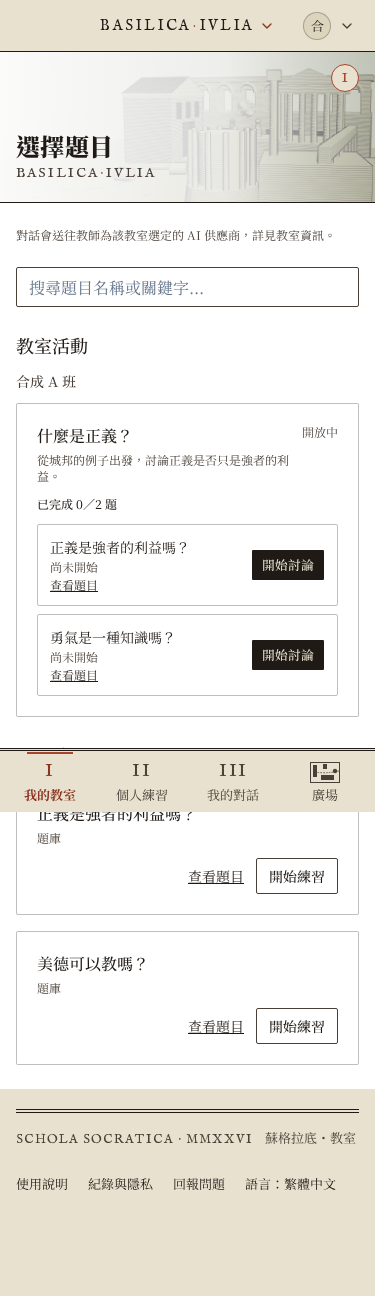 BASILICA·IVLIA
合
I
選擇題目
BASILICA·IVLIA
對話會送往教師為該教室選定的 AI 供應商，詳見教室資訊。
搜尋題目名稱或關鍵字…
教室活動
合成 A 班
什麼是正義？
開放中
從城邦的例子出發，討論正義是否只是強者的利
益。
已完成 0／2 題
正義是強者的利益嗎？
尚未開始
查看題目
開始討論
勇氣是一種知識嗎？
尚未開始
查看題目
開始討論
I
我的教室
II
個人練習
III
我的對話
廣場
正義是強者的利益嗎？
題庫
查看題目
開始練習
美德可以教嗎？
題庫
查看題目
開始練習
SCHOLA SOCRATICA · MMXXVI 蘇格拉底・教室
使用說明 紀錄與隱私 回報問題 語言：繁體中文